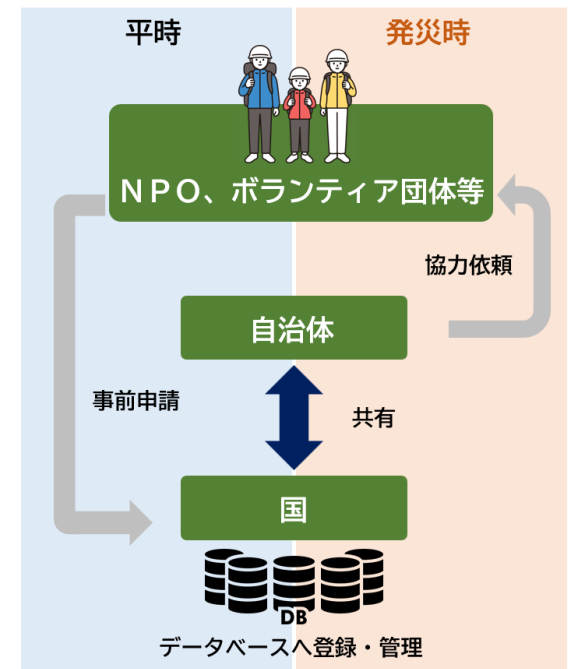 平時
発災時
ＮＰＯ、ボランティア団体等
協力依頼
自治体
事前申請
共有
国
DB
データベースへ登録・管理